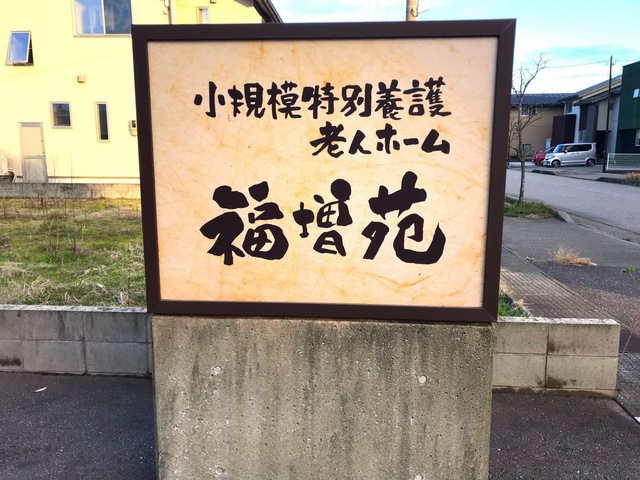 小規模特別養護
老人ホーム
福増苑